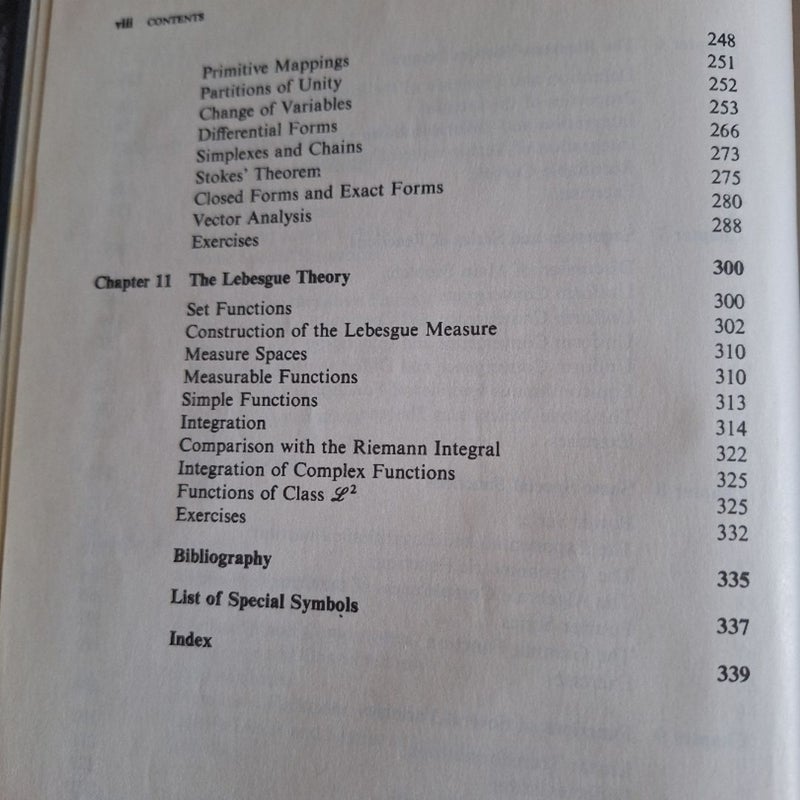 viii CONTENTS
Primitive Mappings 248
Partitions of Unity 251
Change of Variables 252
Differential Forms 253
Simplexes and Chains 266
Stokes' Theorem 273
Closed Forms and Exact Forms 275
Vector Analysis 280
Exercises 288
Chapter 11 The Lebesgue Theory 300
Set Functions 300
Construction of the Lebesgue Measure 302
Measure Spaces 310
Measurable Functions 310
Simple Functions 313
Integration 314
Comparison with the Riemann Integral 322
Integration of Complex Functions 325
Functions of Class ℒ² 325
Exercises 332
Bibliography 335
List of Special Symbols 337
Index 339